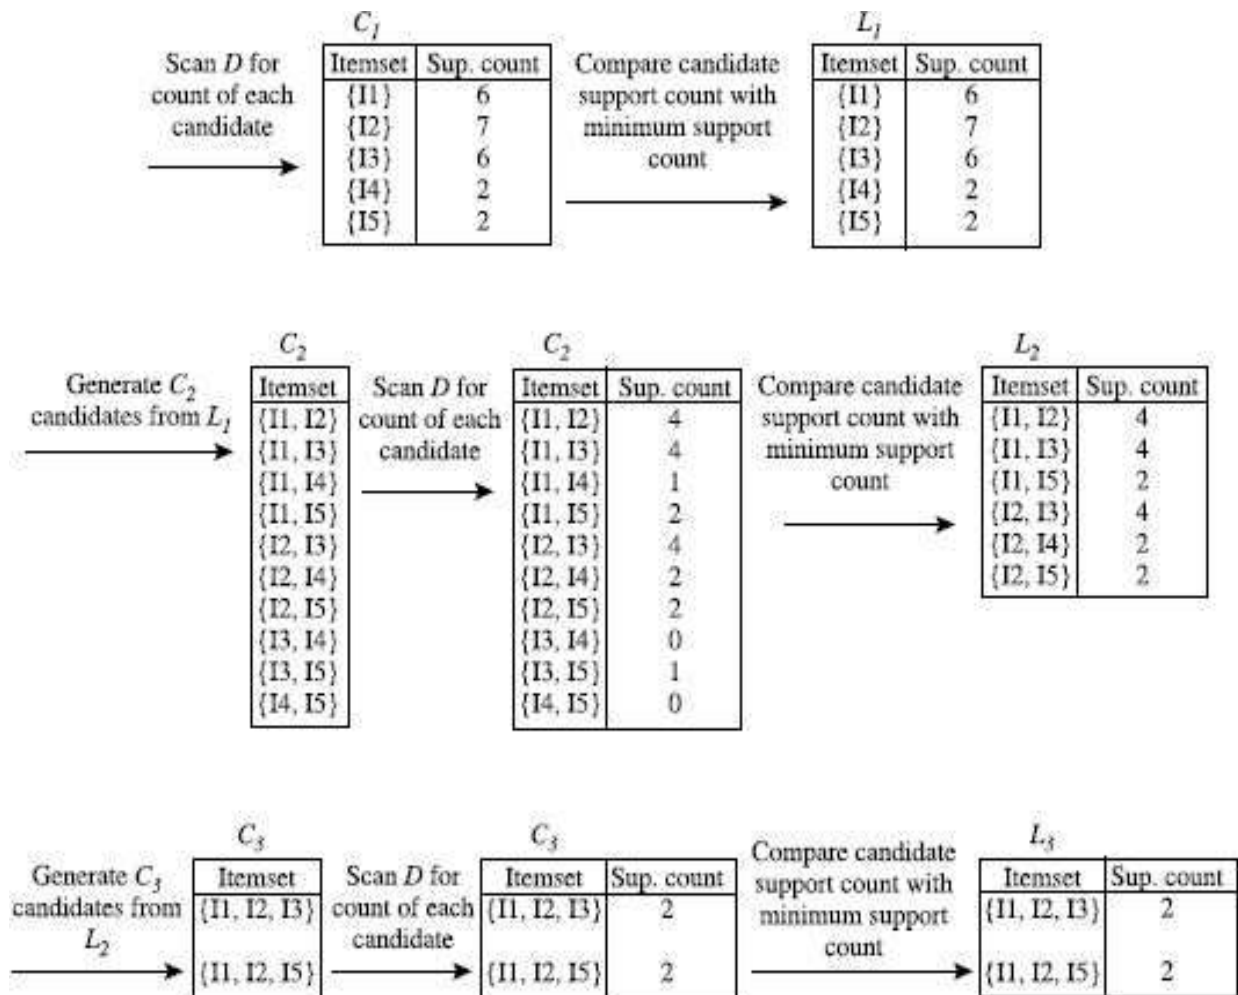 C1
L1
Scan D for
count of each
candidate
Itemset Sup. count
{I1} 6
{I2} 7
{I3} 6
{I4} 2
{I5} 2
Compare candidate
support count with
minimum support
count
Itemset Sup. count
{I1} 6
{I2} 7
{I3} 6
{I4} 2
{I5} 2
C2
C2
L2
Generate C2
candidates from L1
Itemset
{I1, I2}
{I1, I3}
{I1, I4}
{I1, I5}
{I2, I3}
{I2, I4}
{I2, I5}
{I3, I4}
{I3, I5}
{I4, I5}
Scan D for
count of each
candidate
Itemset Sup. count
{I1, I2} 4
{I1, I3} 4
{I1, I4} 1
{I1, I5} 2
{I2, I3} 4
{I2, I4} 2
{I2, I5} 2
{I3, I4} 0
{I3, I5} 1
{I4, I5} 0
Compare candidate
support count with
minimum support
count
Itemset Sup. count
{I1, I2} 4
{I1, I3} 4
{I1, I5} 2
{I2, I3} 4
{I2, I4} 2
{I2, I5} 2
C3
C3
L3
Generate C3
candidates from
L2
Itemset
{I1, I2, I3}
{I1, I2, I5}
Scan D for
count of each
candidate
Itemset Sup. count
{I1, I2, I3} 2
{I1, I2, I5} 2
Compare candidate
support count with
minimum support
count
Itemset Sup. count
{I1, I2, I3} 2
{I1, I2, I5} 2